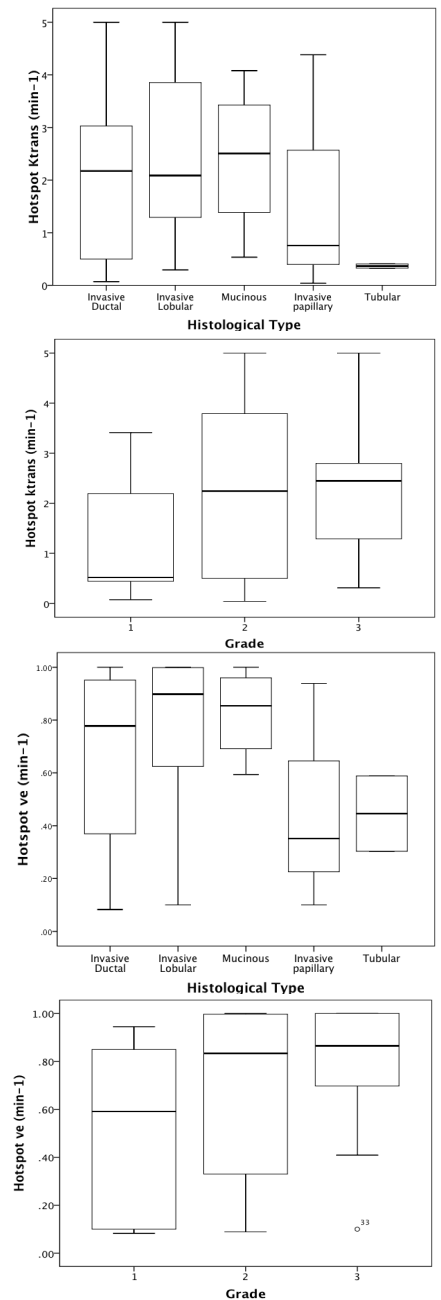 Hotspot Ktrans (min−1)
5
4
3
2
1
0
Invasive Ductal
Invasive Lobular
Mucinous
Invasive papillary
Tubular
Histological Type
Hotspot ktrans (min−1)
5
4
3
2
1
0
1
2
3
Grade
Hotspot ve (min−1)
1.00
.80
.60
.40
.20
.00
Invasive Ductal
Invasive Lobular
Mucinous
Invasive papillary
Tubular
Histological Type
Hotspot ve (min−1)
1.00
.80
.60
.40
.20
.00
33
1
2
3
Grade